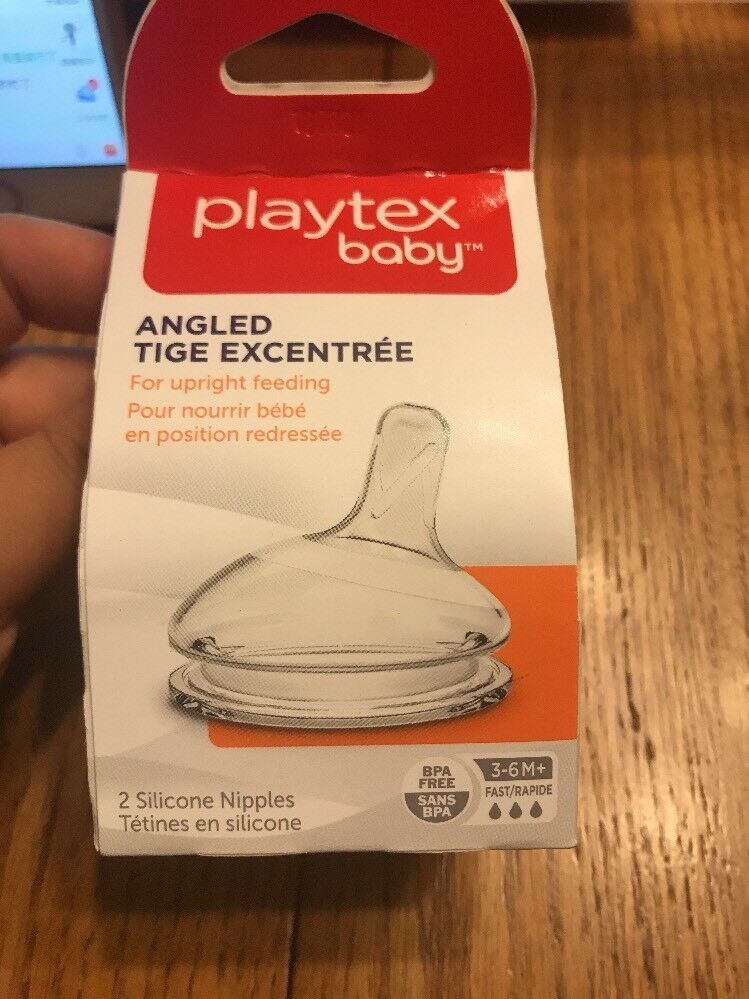 playtex
baby™
ANGLED
TIGE EXCENTRÉE
For upright feeding
Pour nourrir bébé
en position redressée
2 Silicone Nipples
Tétines en silicone
BPA
FREE
SANS
BPA
3-6M+
FAST/RAPIDE